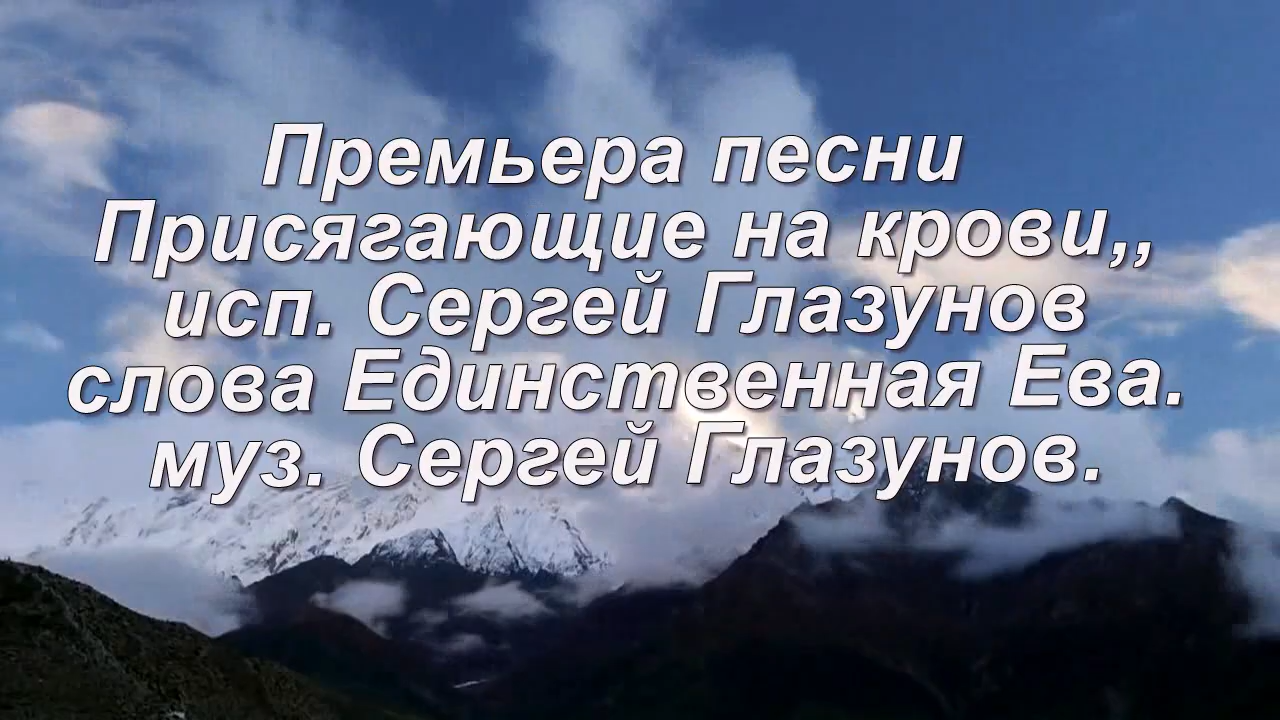 Премьера песни
Присягающие на крови,,
исп. Сергей Глазунов
слова Единственная Ева.
муз. Сергей Глазунов.